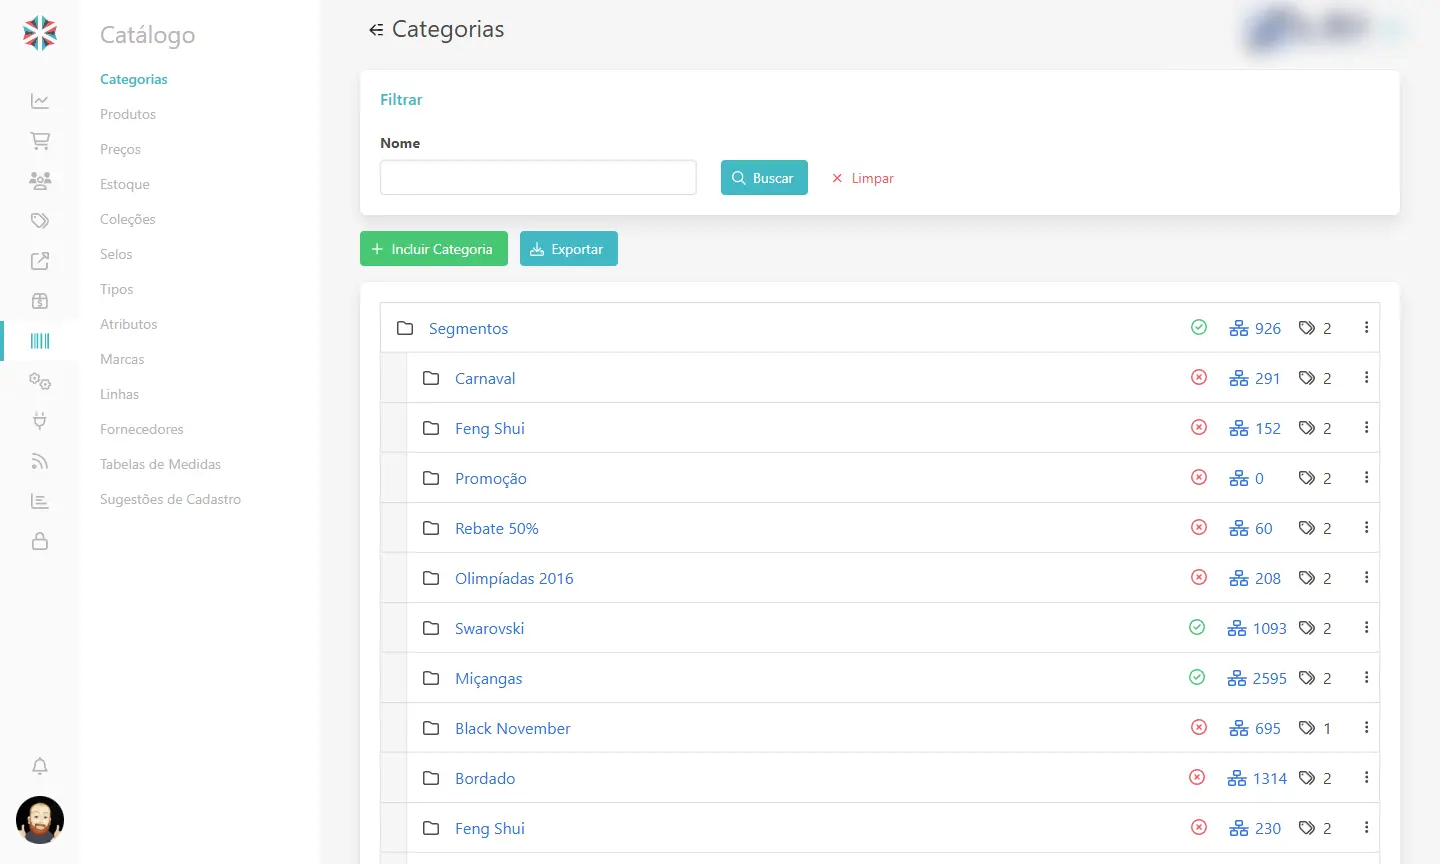 Catálogo
Categorias
Produtos
Preços
Estoque
Coleções
Selos
Tipos
Atributos
Marcas
Linhas
Fornecedores
Tabelas de Medidas
Sugestões de Cadastro
Categorias
Filtrar
Nome
Buscar
Limpar
Incluir Categoria
Exportar
Segmentos 926 2
Carnaval 291 2
Feng Shui 152 2
Promoção 0 2
Rebate 50% 60 2
Olimpíadas 2016 208 2
Swarovski 1093 2
Miçangas 2595 2
Black November 695 1
Bordado 1314 2
Feng Shui 230 2